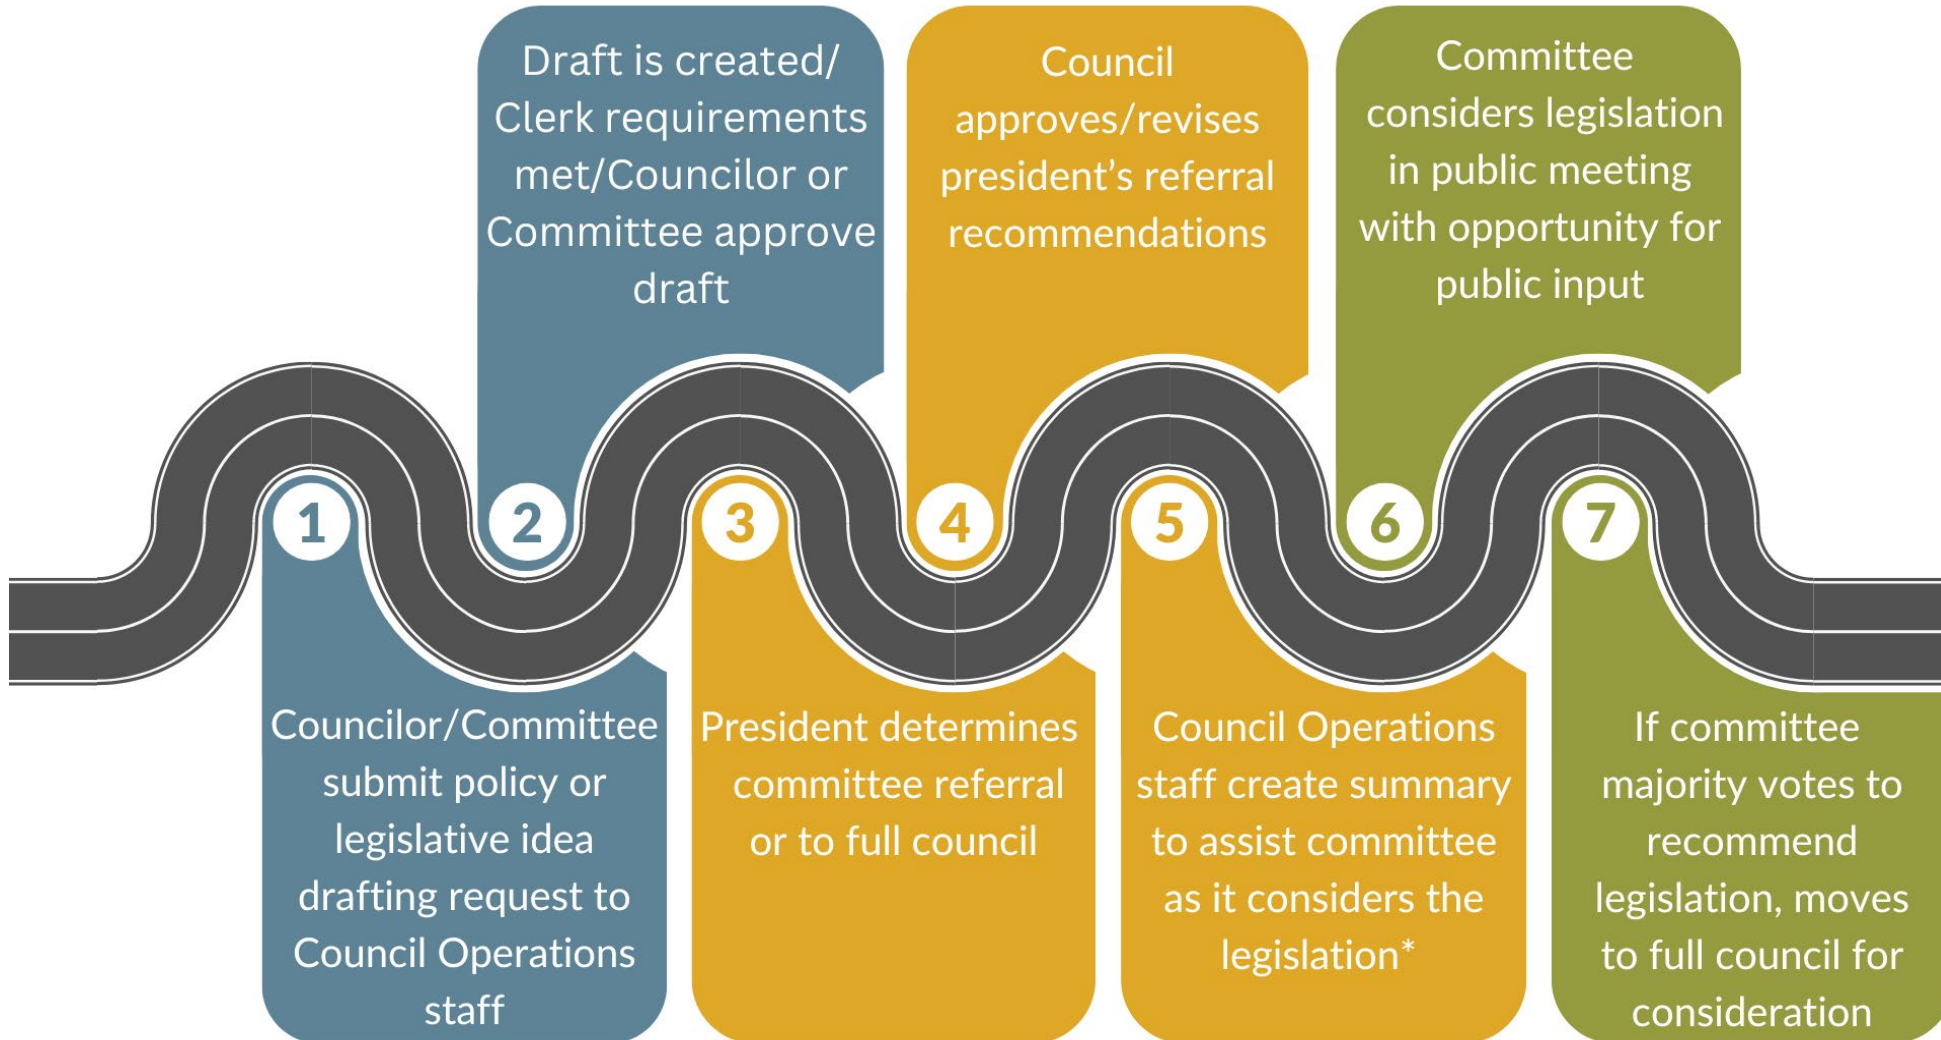 1
Councilor/Committee
submit policy or
legislative idea
drafting request to
Council Operations
staff
2
Draft is created/
Clerk requirements
met/Councilor or
Committee approve
draft
3
President determines
committee referral
or to full council
4
Council
approves/revises
president’s referral
recommendations
5
Council Operations
staff create summary
to assist committee
as it considers the
legislation*
6
Committee
considers legislation
in public meeting
with opportunity for
public input
7
If committee
majority votes to
recommend
legislation, moves
to full council for
consideration